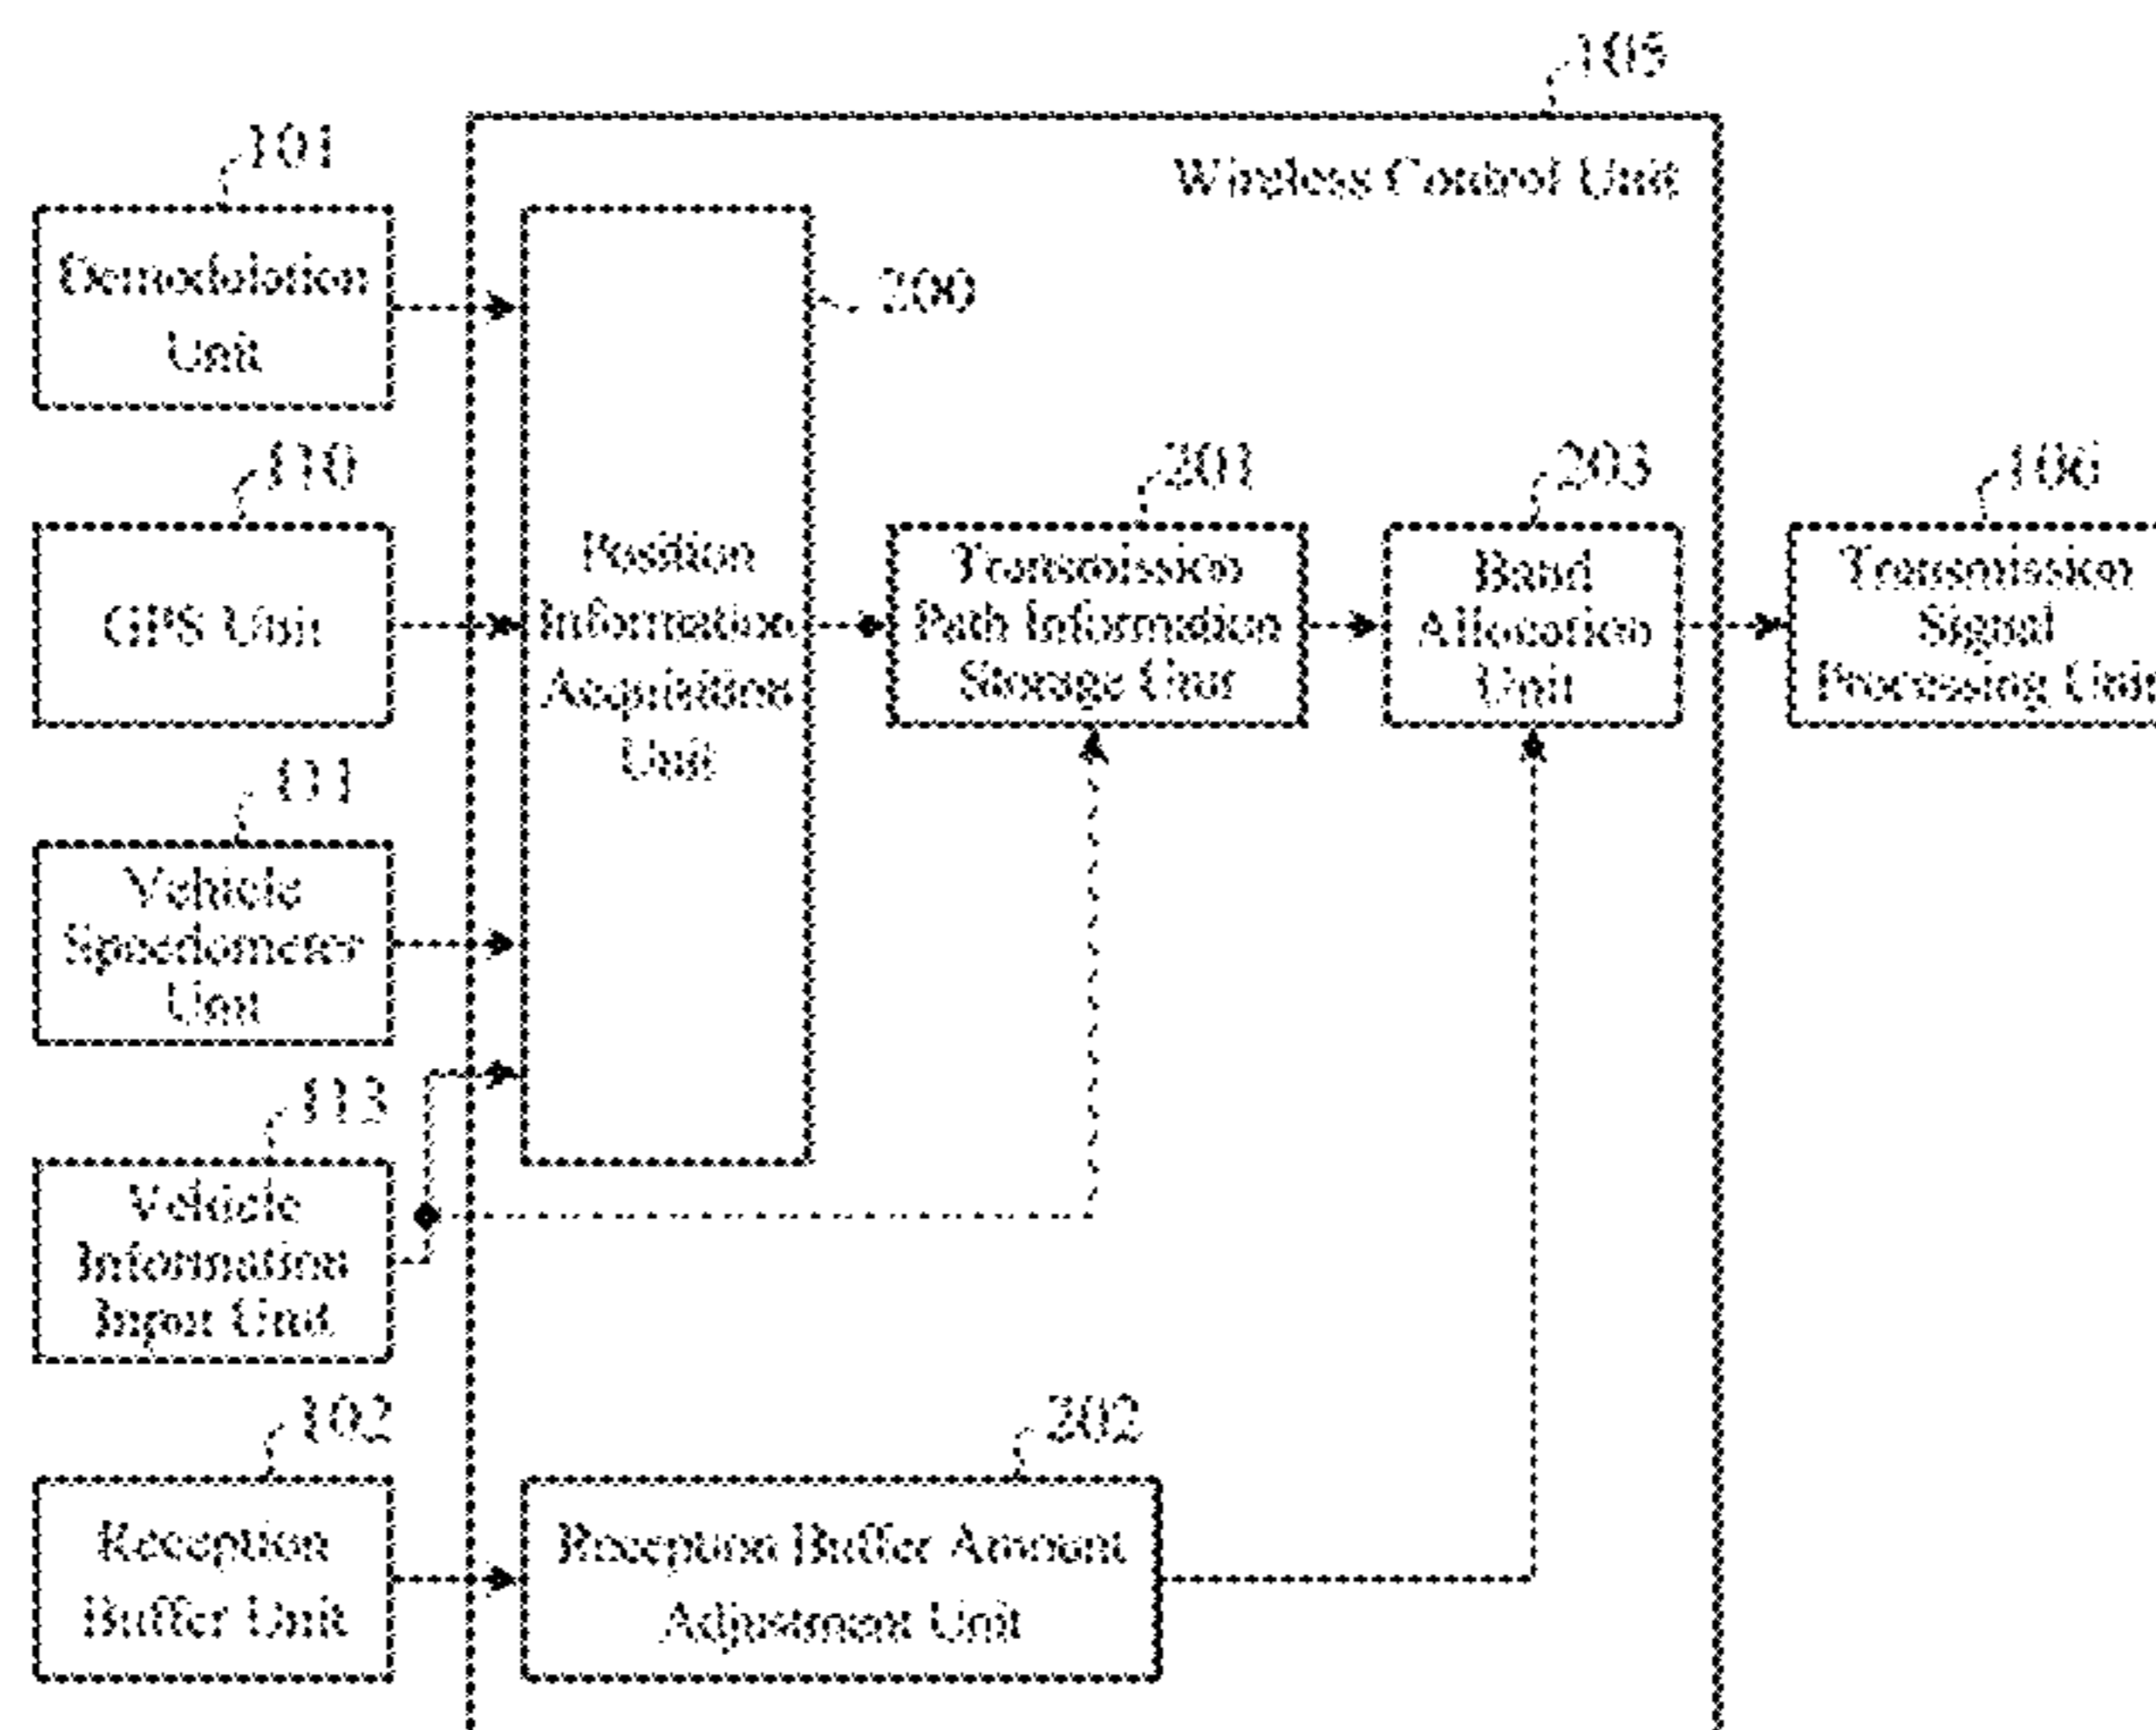 105
Wireless Control Unit
101
Demodulation
Unit
200
110
GPS Unit
Position
Information
Acquisition
Unit
201
Transmission
Path Information
Storage Unit
203
Band
Allocation
Unit
106
Transmission
Signal
Processing Unit
111
Vehicle
Speedometer
Unit
113
Vehicle
Information
Input Unit
102
Reception
Buffer Unit
202
Reception Buffer Amount
Adjustment Unit